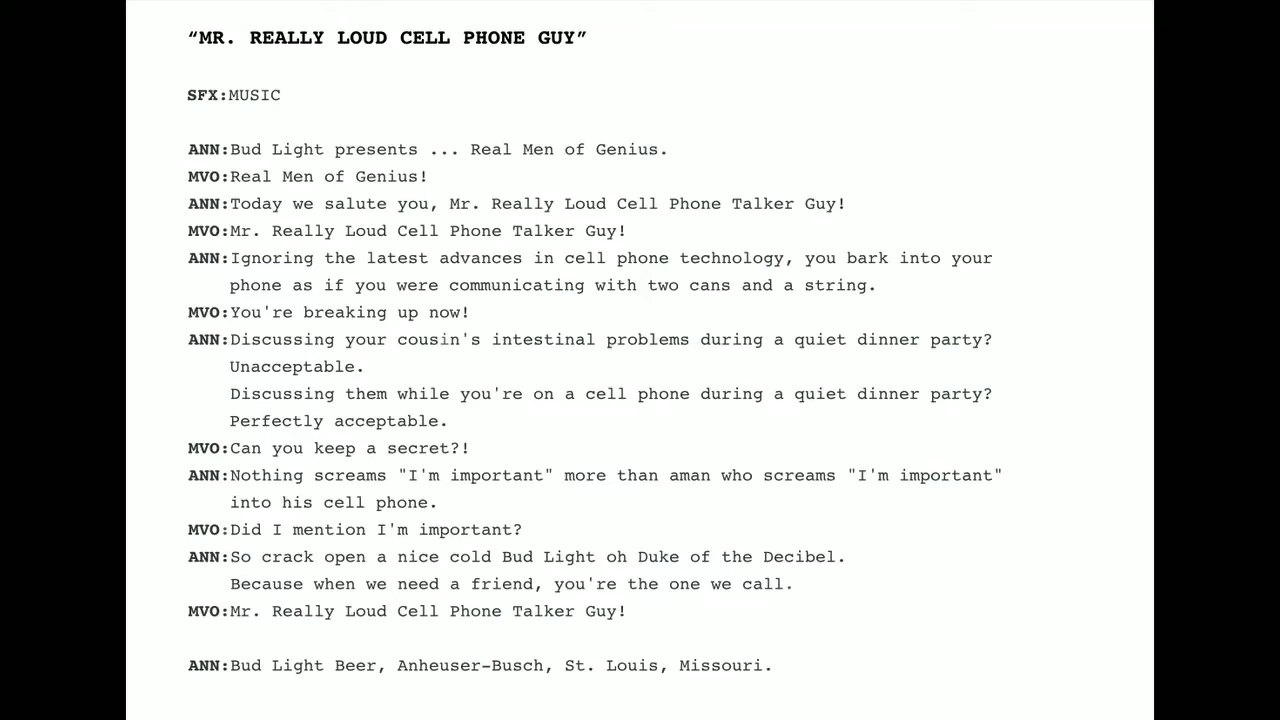 “MR. REALLY LOUD CELL PHONE GUY”
SFX:MUSIC
ANN:Bud Light presents ... Real Men of Genius.
MVO:Real Men of Genius!
ANN:Today we salute you, Mr. Really Loud Cell Phone Talker Guy!
MVO:Mr. Really Loud Cell Phone Talker Guy!
ANN:Ignoring the latest advances in cell phone technology, you bark into your
phone as if you were communicating with two cans and a string.
MVO:You're breaking up now!
ANN:Discussing your cousin's intestinal problems during a quiet dinner party?
Unacceptable.
Discussing them while you're on a cell phone during a quiet dinner party?
Perfectly acceptable.
MVO:Can you keep a secret?!
ANN:Nothing screams "I'm important" more than aman who screams "I'm important"
into his cell phone.
MVO:Did I mention I'm important?
ANN:So crack open a nice cold Bud Light oh Duke of the Decibel.
Because when we need a friend, you're the one we call.
MVO:Mr. Really Loud Cell Phone Talker Guy!
ANN:Bud Light Beer, Anheuser-Busch, St. Louis, Missouri.